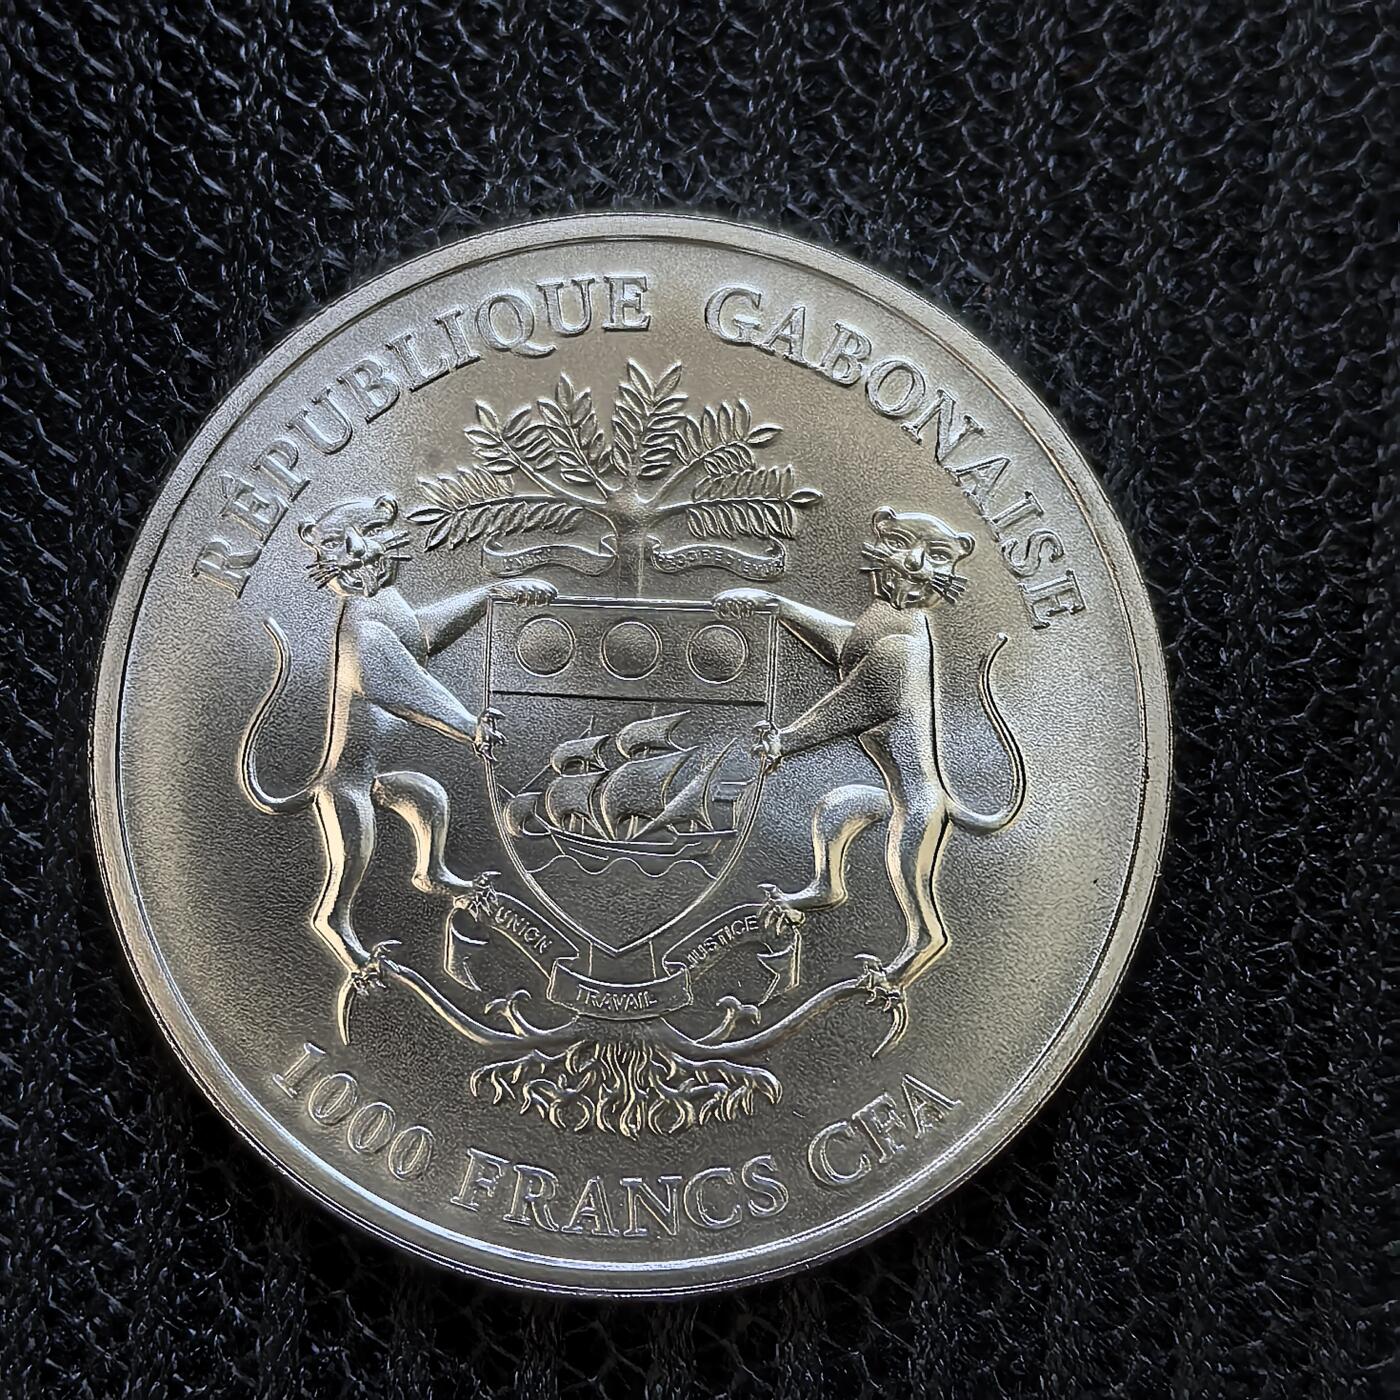 RÉPUBLIQUE GABONAISE
UNION
TRAVAIL
JUSTICE
1000 FRANCS CFA